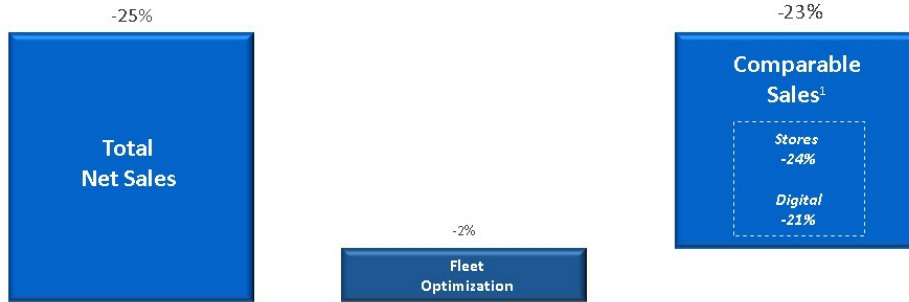 -25%
Total
Net Sales
-2%
Fleet
Optimization
-23%
Comparable
Sales¹
Stores
-24%
Digital
-21%